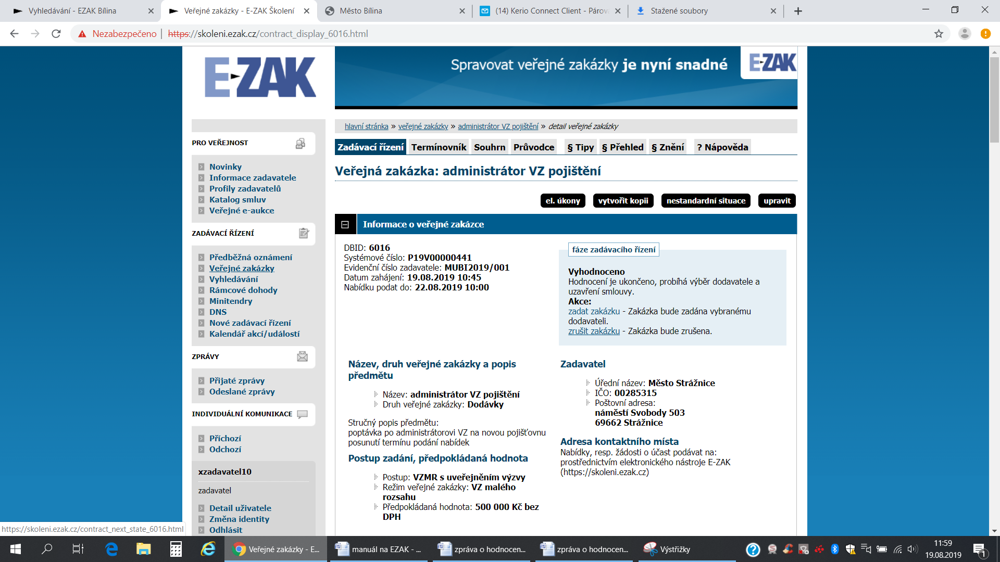 Vyhledávání - EZAK Bílina
Veřejné zakázky - E-ZAK Školení
Město Bílina
(14) Kerio Connect Client - Párov
Stažené soubory
Nezabezpečeno | https://skoleni.ezak.cz/contract_display_6016.html
E-ZAK
Spravovat veřejné zakázky je nyní snadné
E-ZAK
hlavní stránka » veřejné zakázky » administrátor VZ pojištění » detail veřejné zakázky
Zadávací řízení Termínovník Souhrn Průvodce § Tipy § Přehled § Znění ? Nápověda
Veřejná zakázka: administrátor VZ pojištění
el. úkony vytvořit kopii nestandardní situace upravit
PRO VEŘEJNOST
Novinky
Informace zadavatele
Profily zadavatelů
Katalog smluv
Veřejné e-aukce
ZADÁVACÍ ŘÍZENÍ
Předběžná oznámení
Veřejné zakázky
Vyhledávání
Rámcové dohody
Minitendry
DNS
Nové zadávací řízení
Kalendář akcí/událostí
ZPRÁVY
Přijaté zprávy
Odeslané zprávy
INDIVIDUÁLNÍ KOMUNIKACE
Příchozí
Odchozí
xzadavatel10
zadavatel
Detail uživatele
Změna identity
Odhlásit
Informace o veřejné zakázce
DBID: 6016
Systémové číslo: P19V00000441
Evidenční číslo zadavatele: MUBI2019/001
Datum zahájení: 19.08.2019 10:45
Nabídku podat do: 22.08.2019 10:00
fáze zadávacího řízení
Vyhodnoceno
Hodnocení je ukončeno, probíhá výběr dodavatele a
uzavření smlouvy.
Akce:
zadat zakázku - Zakázka bude zadána vybranému
dodavateli.
zrušit zakázku - Zakázka bude zrušena.
Název, druh veřejné zakázky a popis
předmětu
Název: administrátor VZ pojištění
Druh veřejné zakázky: Dodávky
Stručný popis předmětu:
poptávka po administrátorovi VZ na novou pojišťovnu
posunutí termínu podání nabídek
Postup zadání, předpokládaná hodnota
Postup: VZMR s uveřejněním výzvy
Režim veřejné zakázky: VZ malého
rozsahu
Předpokládaná hodnota: 500 000 Kč bez
DPH
Zadavatel
Úřední název: Město Strážnice
IČO: 00285315
Poštovní adresa:
náměstí Svobody 503
69662 Strážnice
Adresa kontaktního místa
Nabídky, resp. žádosti o účast podávat na:
prostřednictvím elektronického nástroje E-ZAK
(https://skoleni.ezak.cz)
https://skoleni.ezak.cz/contract_next_state_6016.html
Veřejné zakázky - E...
manuál na EZAK - ...
zpráva o hodnocen...
zpráva o hodnocen...
Výstřižky
11:59
19.08.2019
1